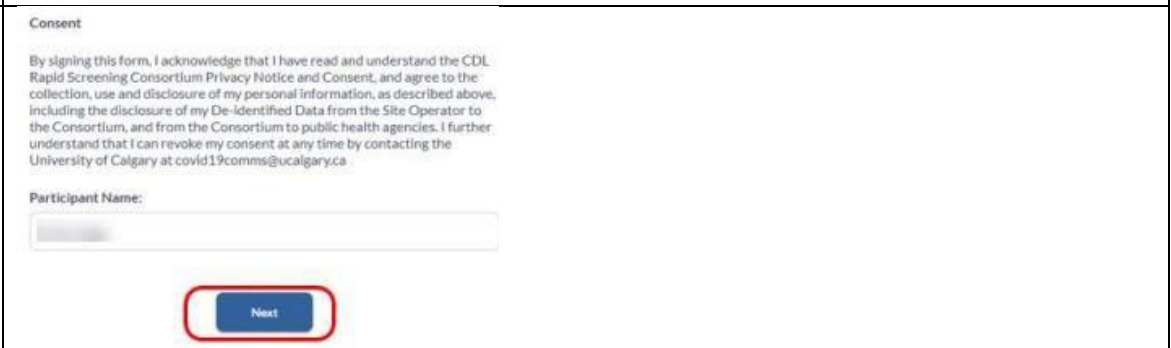 Consent
By signing this form, I acknowledge that I have read and understand the CDL
Rapid Screening Consortium Privacy Notice and Consent, and agree to the
collection, use and disclosure of my personal information, as described above,
including the disclosure of my De-identified Data from the Site Operator to
the Consortium, and from the Consortium to public health agencies. I further
understand that I can revoke my consent at any time by contacting the
University of Calgary at covid19comms@ucalgary.ca
Participant Name:
Next